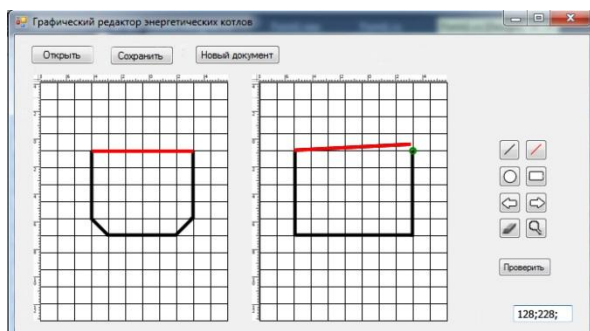 Графический редактор энергетических котлов
Открыть Сохранить Новый документ
Проверить
128;228;